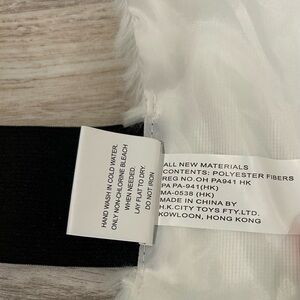 HAND WASH IN COLD WATER.
ONLY NON-CHLORINE BLEACH
WHEN NEEDED.
LAY FLAT TO DRY.
DO NOT IRON
ALL NEW MATERIALS
CONTENTS: POLYESTER FIBERS
REG NO.OH PA941 HK
PA PA-941(HK)
MA-0538 (HK)
MADE IN CHINA BY
H.K.CITY TOYS FTY.LTD.
KOWLOON, HONG KONG